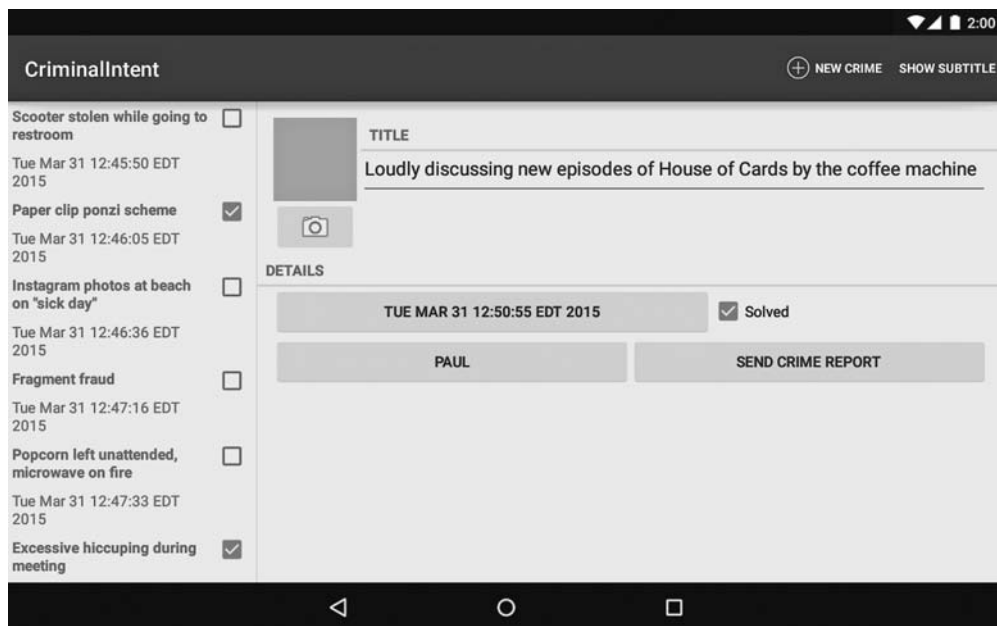 2:00
CriminalIntent
NEW CRIME SHOW SUBTITLE
Scooter stolen while going to
restroom
Tue Mar 31 12:45:50 EDT
2015
Paper clip ponzi scheme
Tue Mar 31 12:46:05 EDT
2015
Instagram photos at beach
on "sick day"
Tue Mar 31 12:46:36 EDT
2015
Fragment fraud
Tue Mar 31 12:47:16 EDT
2015
Popcorn left unattended,
microwave on fire
Tue Mar 31 12:47:33 EDT
2015
Excessive hiccuping during
meeting
TITLE
Loudly discussing new episodes of House of Cards by the coffee machine
DETAILS
TUE MAR 31 12:50:55 EDT 2015
Solved
PAUL
SEND CRIME REPORT